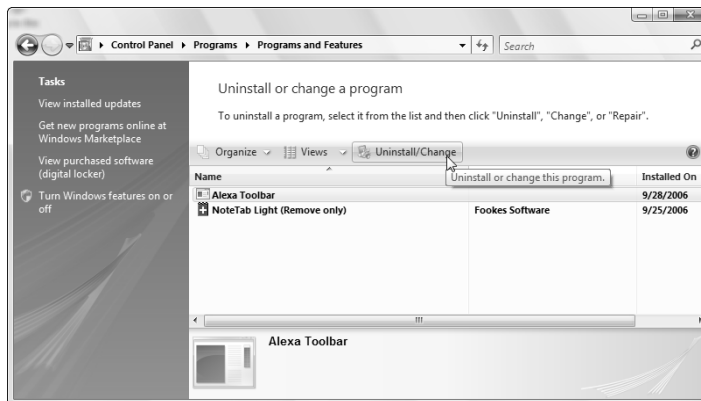 Control Panel ▸ Programs ▸ Programs and Features
Search
Tasks
View installed updates
Get new programs online at
Windows Marketplace
View purchased software
(digital locker)
Turn Windows features on or
off
Uninstall or change a program
To uninstall a program, select it from the list and then click "Uninstall", "Change", or "Repair".
Organize Views Uninstall/Change
Name Installed On
Uninstall or change this program.
Alexa Toolbar 9/28/2006
NoteTab Light (Remove only) Fookes Software 9/25/2006
Alexa Toolbar